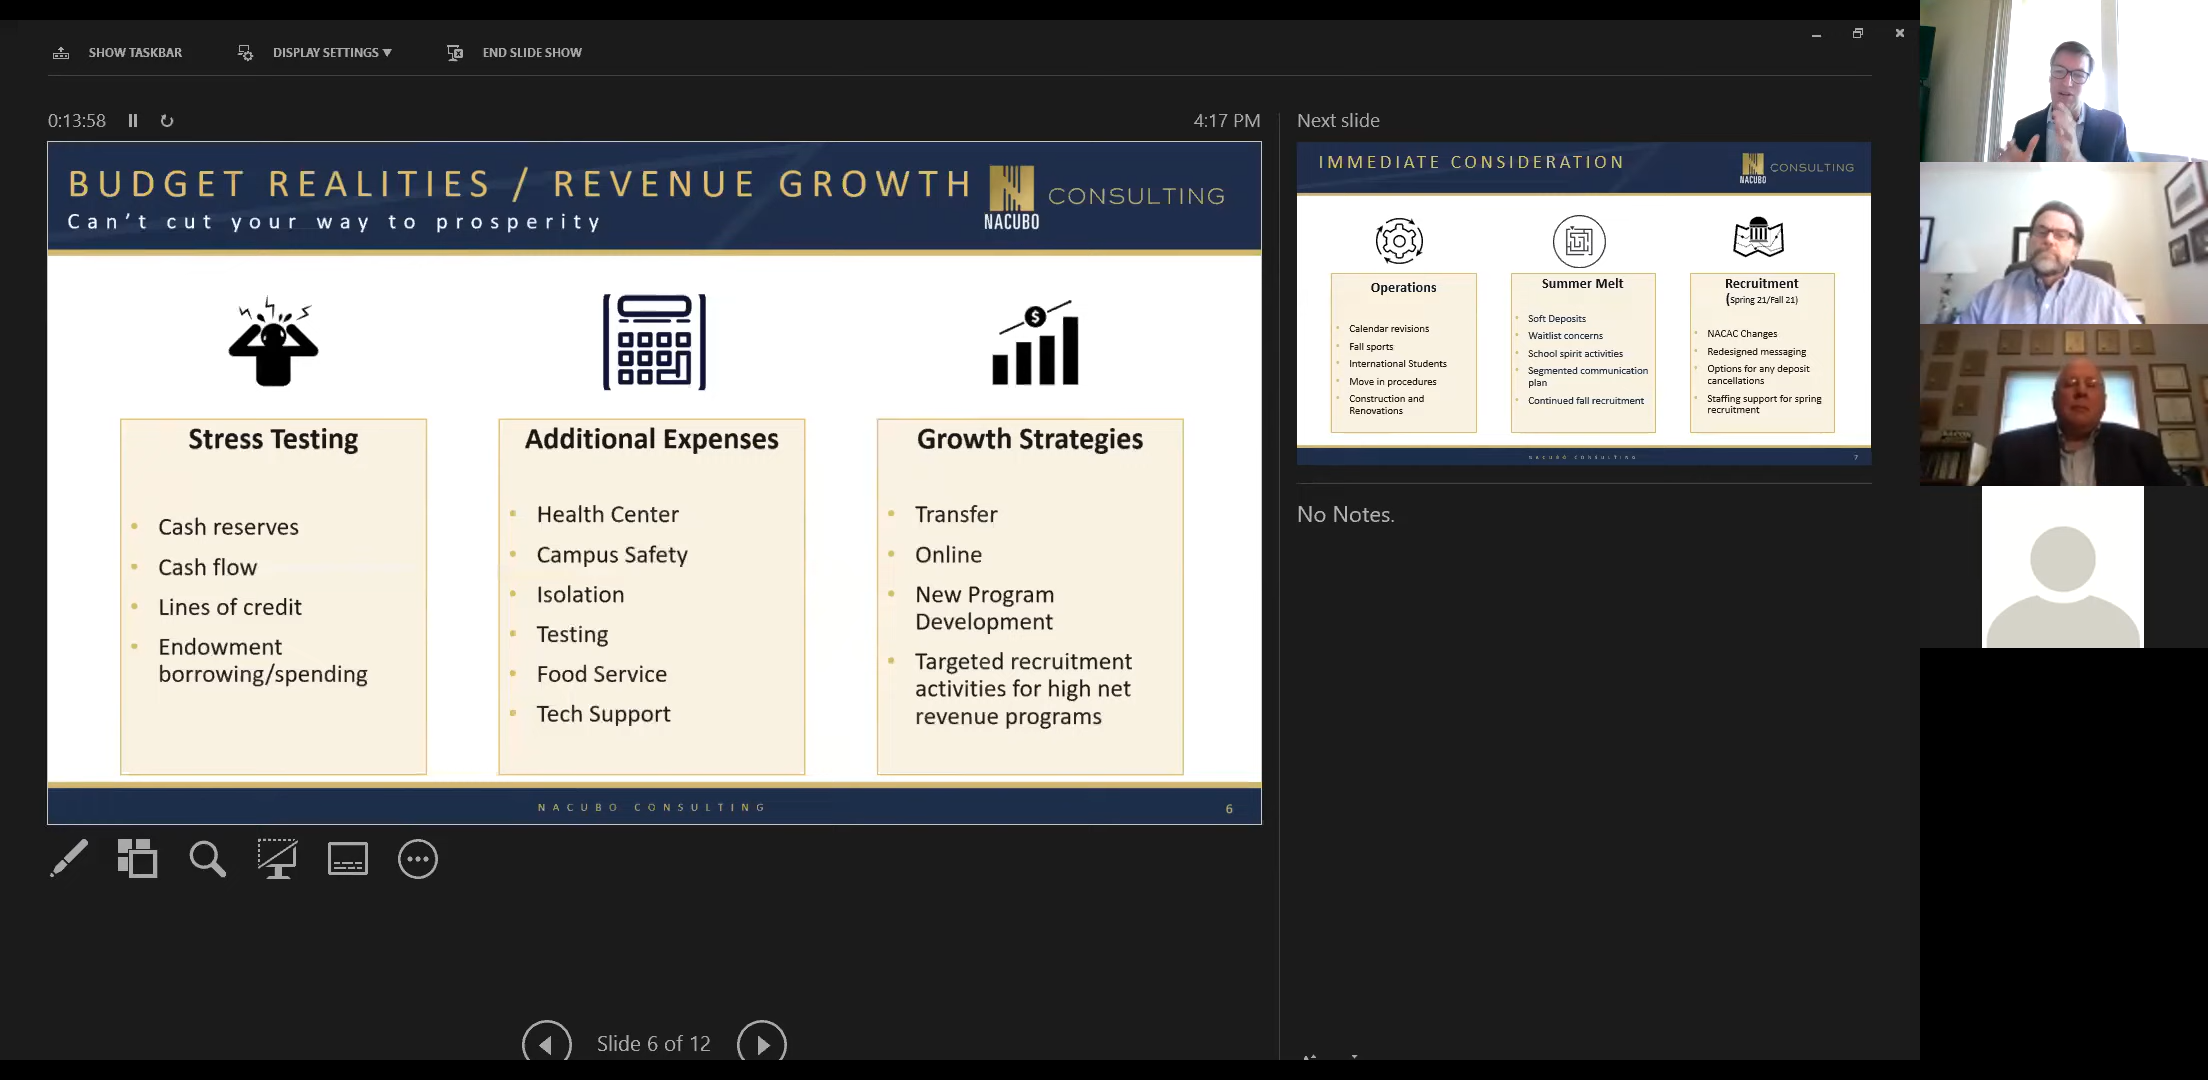 SHOW TASKBAR
DISPLAY SETTINGS ▼
END SLIDE SHOW
0:13:58
4:17 PM
BUDGET REALITIES / REVENUE GROWTH
Can't cut your way to prosperity
NACUBO
CONSULTING
Stress Testing
• Cash reserves
• Cash flow
• Lines of credit
• Endowment
borrowing/spending
Additional Expenses
• Health Center
• Campus Safety
• Isolation
• Testing
• Food Service
• Tech Support
Growth Strategies
• Transfer
• Online
• New Program
Development
• Targeted recruitment
activities for high net
revenue programs
NACUBO CONSULTING
6
Slide 6 of 12
Next slide
IMMEDIATE CONSIDERATION
NACUBO
CONSULTING
Operations
• Calendar revisions
• Fall sports
• International Students
• Move in procedures
• Construction and
Renovations
Summer Melt
• Soft Deposits
• Waitlist concerns
• School spirit activities
• Segmented communication
plan
• Continued fall recruitment
Recruitment
(Spring 21/Fall 21)
• NACAC Changes
• Redesigned messaging
• Options for any deposit
cancellations
• Staffing support for spring
recruitment
NACUBO CONSULTING
7
No Notes.